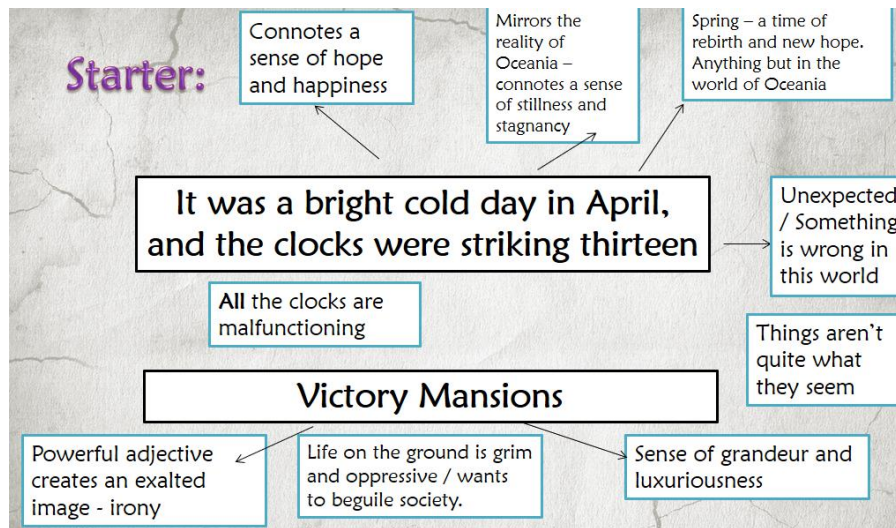 Starter:
Connotes a
sense of hope
and happiness
Mirrors the
reality of
Oceania –
connotes a sense
of stillness and
stagnancy
Spring – a time of
rebirth and new hope.
Anything but in the
world of Oceania
It was a bright cold day in April,
and the clocks were striking thirteen
Unexpected
/ Something
is wrong in
this world
All the clocks are
malfunctioning
Things aren't
quite what
they seem
Victory Mansions
Powerful adjective
creates an exalted
image - irony
Life on the ground is grim
and oppressive / wants
to beguile society.
Sense of grandeur and
luxuriousness